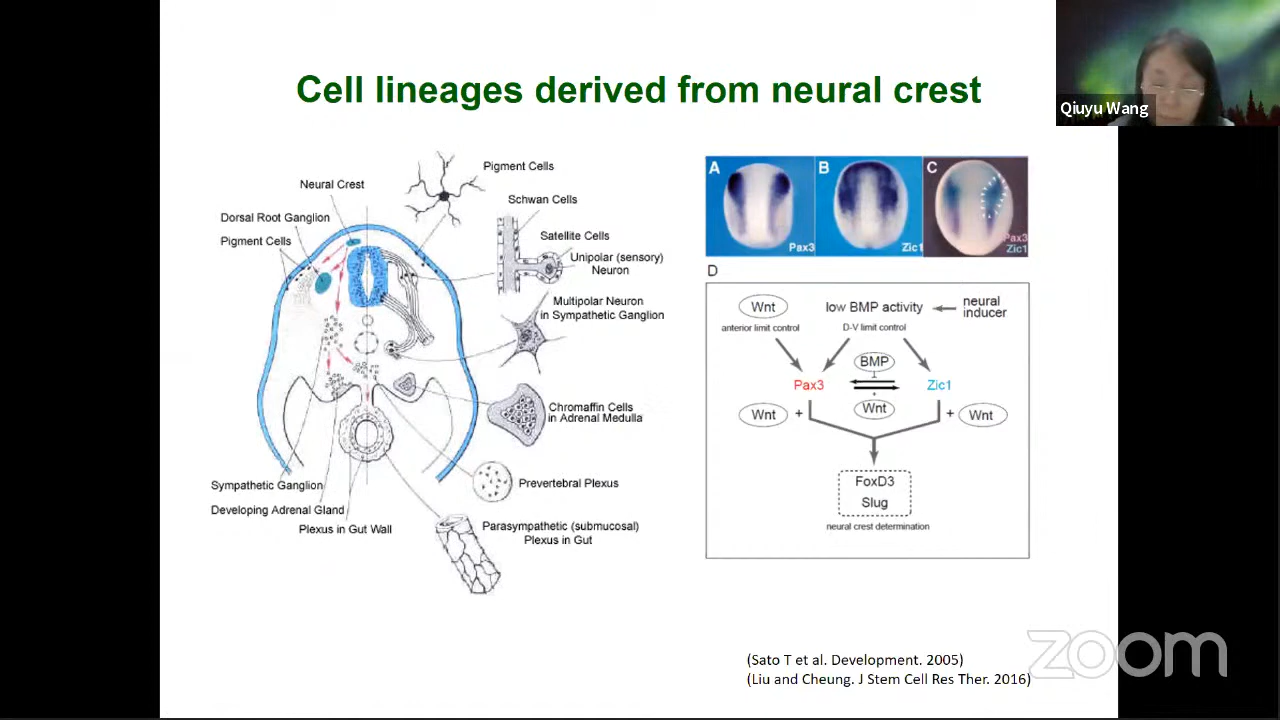 Cell lineages derived from neural crest
Qiuyu Wang
Pigment Cells
Neural Crest
Schwan Cells
Dorsal Root Ganglion
Pigment Cells
Satellite Cells
Unipolar (sensory)
Neuron
Multipolar Neuron
in Sympathetic Ganglion
Chromaffin Cells
in Adrenal Medulla
Sympathetic Ganglion
Prevertebral Plexus
Developing Adrenal Gland
Plexus in Gut Wall
Parasympathetic (submucosal)
Plexus in Gut
A
B
C
Pax3
Zic1
Pax3
Zic1
D
Wnt
low BMP activity
neural
inducer
anterior limit control
D-V limit control
BMP
Pax3
Zic1
Wnt
Wnt +
+ Wnt
FoxD3
Slug
neural crest determination
(Sato T et al. Development. 2005)
(Liu and Cheung. J Stem Cell Res Ther. 2016)
zoom